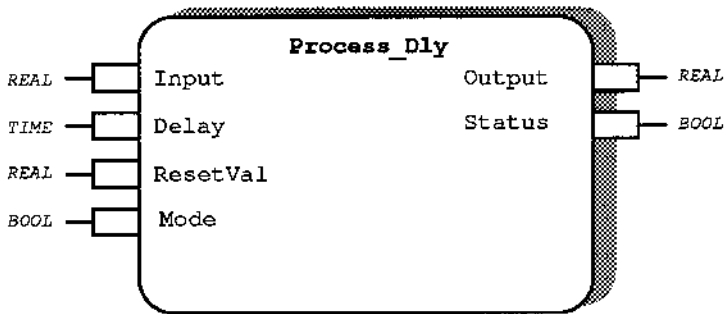 Process_Dly
REAL Input Output REAL
TIME Delay Status BOOL
REAL ResetVal
BOOL Mode